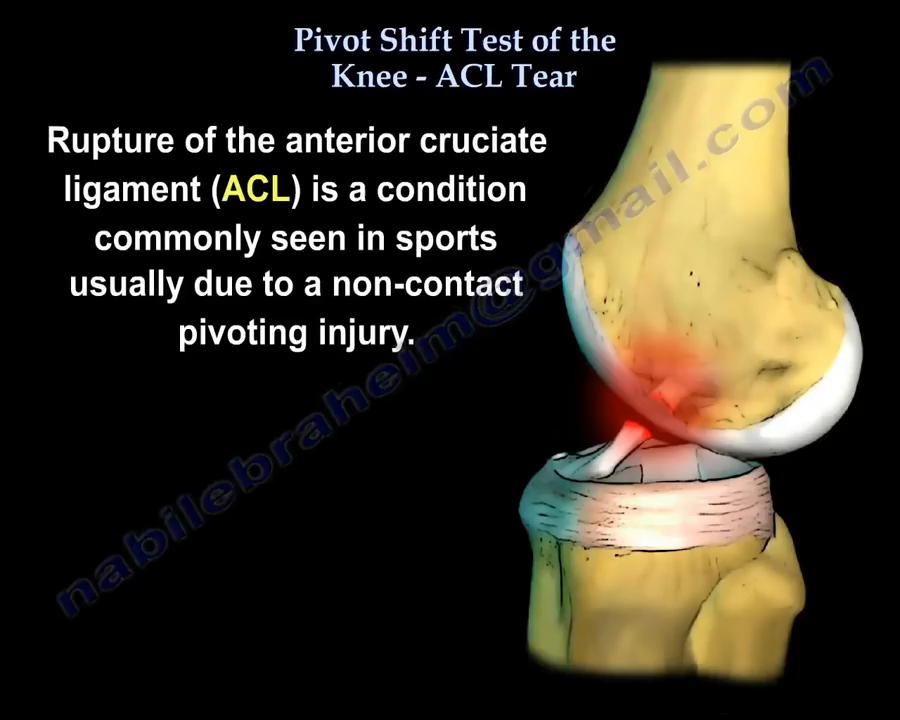 Pivot Shift Test of the
Knee - ACL Tear
Rupture of the anterior cruciate
ligament (ACL) is a condition
commonly seen in sports
usually due to a non-contact
pivoting injury.
nabilebraheim@gmail.com